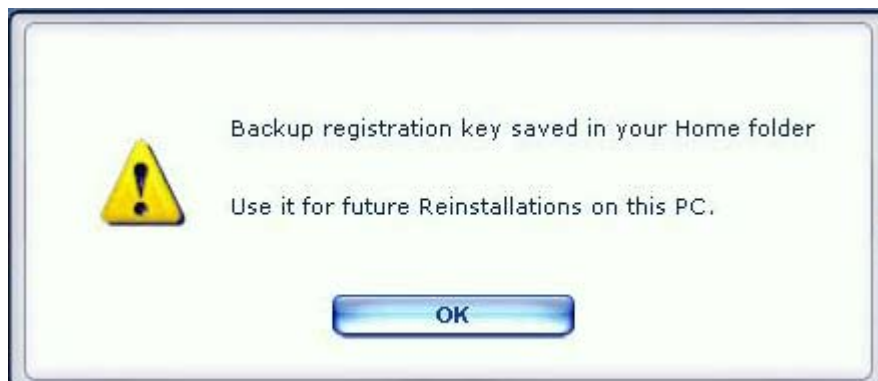 Backup registration key saved in your Home folder
Use it for future Reinstallations on this PC.
OK